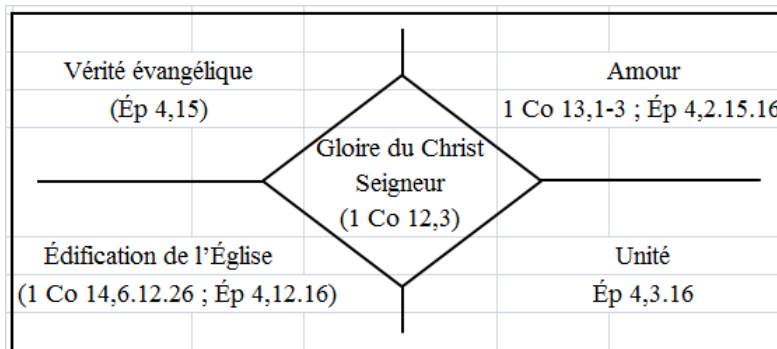 Vérité évangélique
(Ép 4,15)
Amour
1 Co 13,1-3 ; Ép 4,2.15.16
Gloire du Christ
Seigneur
(1 Co 12,3)
Édification de l’Église
(1 Co 14,6.12.26 ; Ép 4,12.16)
Unité
Ép 4,3.16